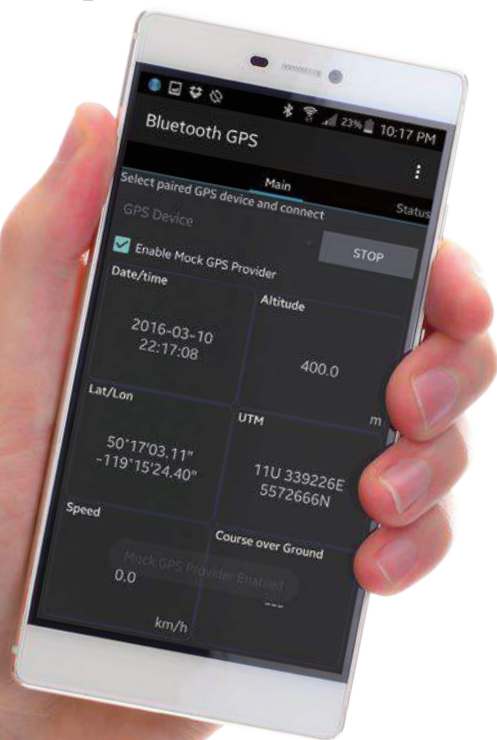 23% 10:17 PM
Bluetooth GPS
Main
Status
Select paired GPS device and connect
GPS Device
STOP
Enable Mock GPS Provider
Date/time
Altitude
2016-03-10
22:17:08
400.0
m
Lat/Lon
UTM
50°17'03.11"
-119°15'24.40"
11U 339226E
5572666N
Speed
Course over Ground
Mock GPS Provider Enabled
0.0
---
km/h